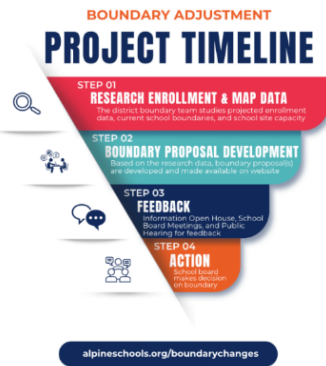 BOUNDARY ADJUSTMENT
PROJECT TIMELINE
STEP 01
RESEARCH ENROLLMENT & MAP DATA
The district boundary team studies projected enrollment
data, current school boundaries, and school site capacity
STEP 02
BOUNDARY PROPOSAL DEVELOPMENT
Based on the research data, boundary proposal(s)
are developed and made available on website
STEP 03
FEEDBACK
Information Open House, School
Board Meetings, and Public
Hearing for feedback
STEP 04
ACTION
School board
makes decision
on boundary
alpineschools.org/boundarychanges